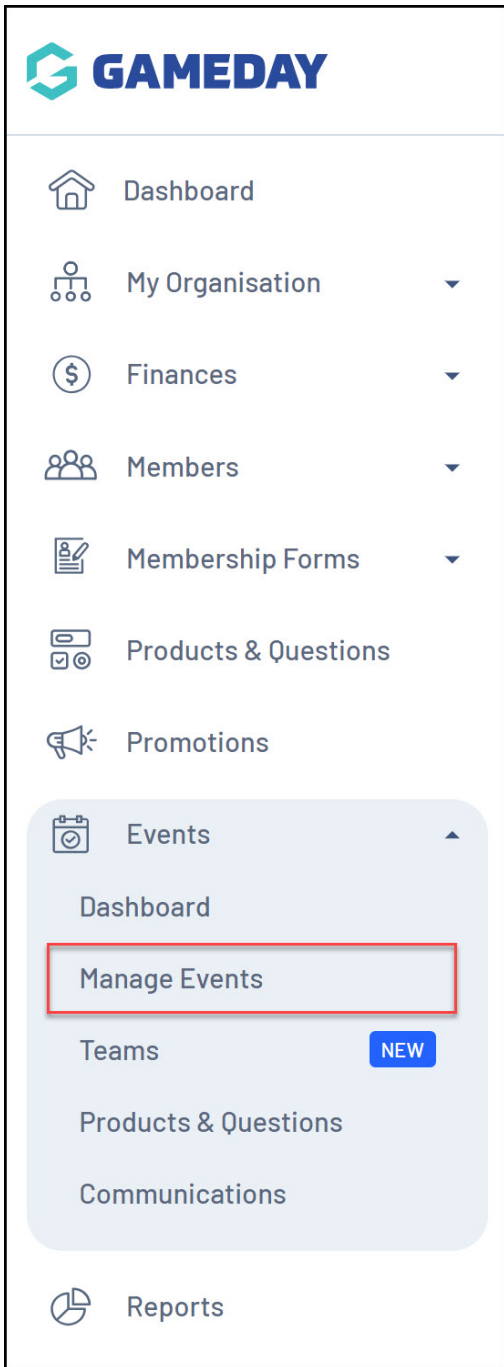 GAMEDAY
Dashboard
My Organisation
Finances
Members
Membership Forms
Products & Questions
Promotions
Events
Dashboard
Manage Events
Teams NEW
Products & Questions
Communications
Reports